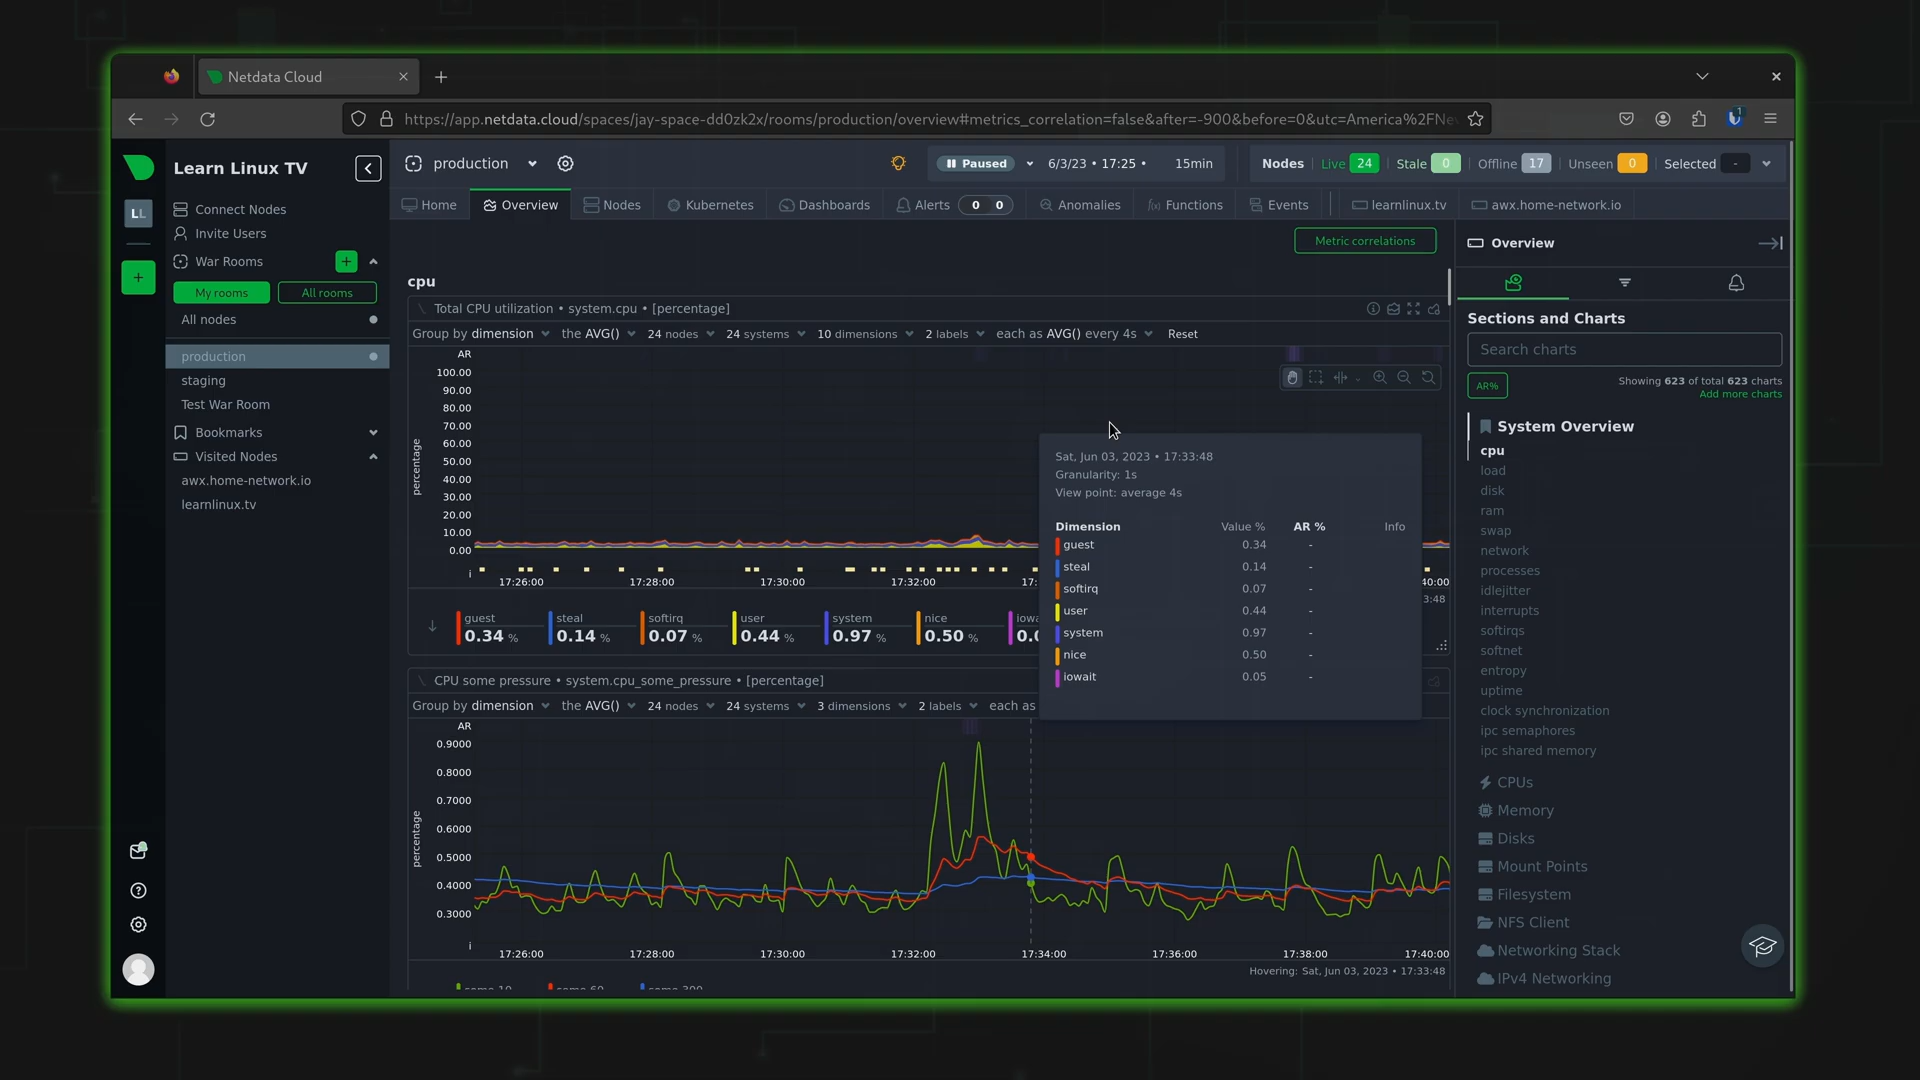 Netdata Cloud
https://app.netdata.cloud/spaces/jay-space-dd0zk2x/rooms/production/overview#metrics_correlation=false&after=-900&before=0&utc=America%2FNe
Learn Linux TV
LL
Connect Nodes
Invite Users
War Rooms
My rooms
All rooms
All nodes
production
staging
Test War Room
Bookmarks
Visited Nodes
awx.home-network.io
learnlinux.tv
production
Paused
6/3/23 • 17:25 •
15min
Nodes Live 24 Stale 0 Offline 17 Unseen 0 Selected -
Home Overview Nodes Kubernetes Dashboards Alerts 0 0 Anomalies Functions Events learnlinux.tv awx.home-network.io
Metric correlations
cpu
Total CPU utilization • system.cpu • [percentage]
Group by dimension the AVG() 24 nodes 24 systems 10 dimensions 2 labels each as AVG() every 4s Reset
AR
100.00
90.00
80.00
70.00
60.00
50.00
40.00
30.00
20.00
10.00
0.00
percentage
i
17:26:00 17:28:00 17:30:00 17:32:00 17: 40:00
3:48
guest steal softirq user system nice iowa
0.34 % 0.14 % 0.07 % 0.44 % 0.97 % 0.50 % 0.0
Sat, Jun 03, 2023 • 17:33:48
Granularity: 1s
View point: average 4s
Dimension Value % AR % Info
guest 0.34 -
steal 0.14 -
softirq 0.07 -
user 0.44 -
system 0.97 -
nice 0.50 -
iowait 0.05 -
CPU some pressure • system.cpu_some_pressure • [percentage]
Group by dimension the AVG() 24 nodes 24 systems 3 dimensions 2 labels each as
AR
0.9000
0.8000
0.7000
0.6000
0.5000
0.4000
0.3000
percentage
i
17:26:00 17:28:00 17:30:00 17:32:00 17:34:00 17:36:00 17:38:00 17:40:00
Hovering: Sat, Jun 03, 2023 • 17:33:48
some 10 some 60 some 300
Overview
Sections and Charts
Search charts
AR%
Showing 623 of total 623 charts
Add more charts
System Overview
cpu
load
disk
ram
swap
network
processes
idlejitter
interrupts
softirqs
softnet
entropy
uptime
clock synchronization
ipc semaphores
ipc shared memory
CPUs
Memory
Disks
Mount Points
Filesystem
NFS Client
Networking Stack
IPv4 Networking